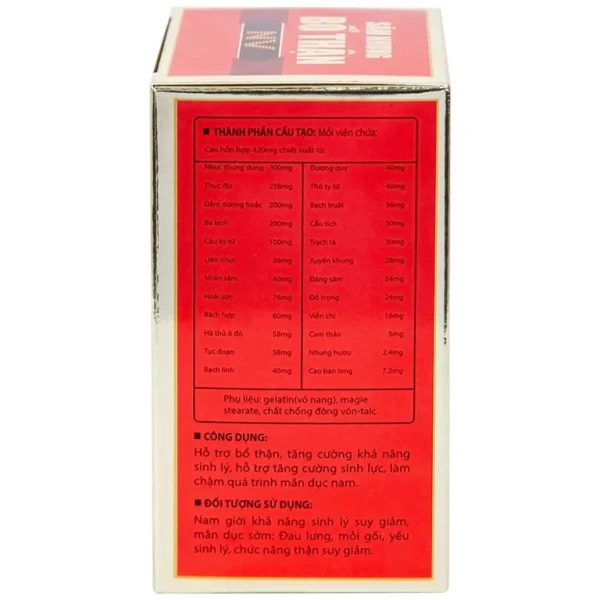 SÂM NHUNG
BỔ THẬN
NV
■ THÀNH PHẦN CẤU TẠO: Mỗi viên chứa:
Cao hỗn hợp 420mg chiết xuất từ:
Nhục thung dung 300mg
Thục địa 258mg
Dâm dương hoắc 200mg
Ba kích 200mg
Câu kỷ tử 100mg
Liên nhục 86mg
Nhân sâm 80mg
Hoài sơn 76mg
Bách hợp 60mg
Hà thủ ô đỏ 58mg
Tục đoạn 58mg
Bạch linh 40mg
Đương quy 40mg
Thỏ ty tử 40mg
Bạch truật 36mg
Cẩu tích 30mg
Trạch tả 30mg
Xuyên khung 28mg
Đảng sâm 24mg
Đỗ trọng 24mg
Viễn chí 16mg
Cam thảo 5mg
Nhung hươu 2,4mg
Cao ban long 7,2mg
Phụ liệu: gelatin(vỏ nang), magie
stearate, chất chống đông vón-talc.
■ CÔNG DỤNG:
Hỗ trợ bổ thận, tăng cường khả năng
sinh lý, hỗ trợ tăng cường sinh lực, làm
chậm quá trình mãn dục nam.
■ ĐỐI TƯỢNG SỬ DỤNG:
Nam giới khả năng sinh lý suy giảm,
mãn dục sớm: Đau lưng, mỏi gối, yếu
sinh lý, chức năng thận suy giảm.